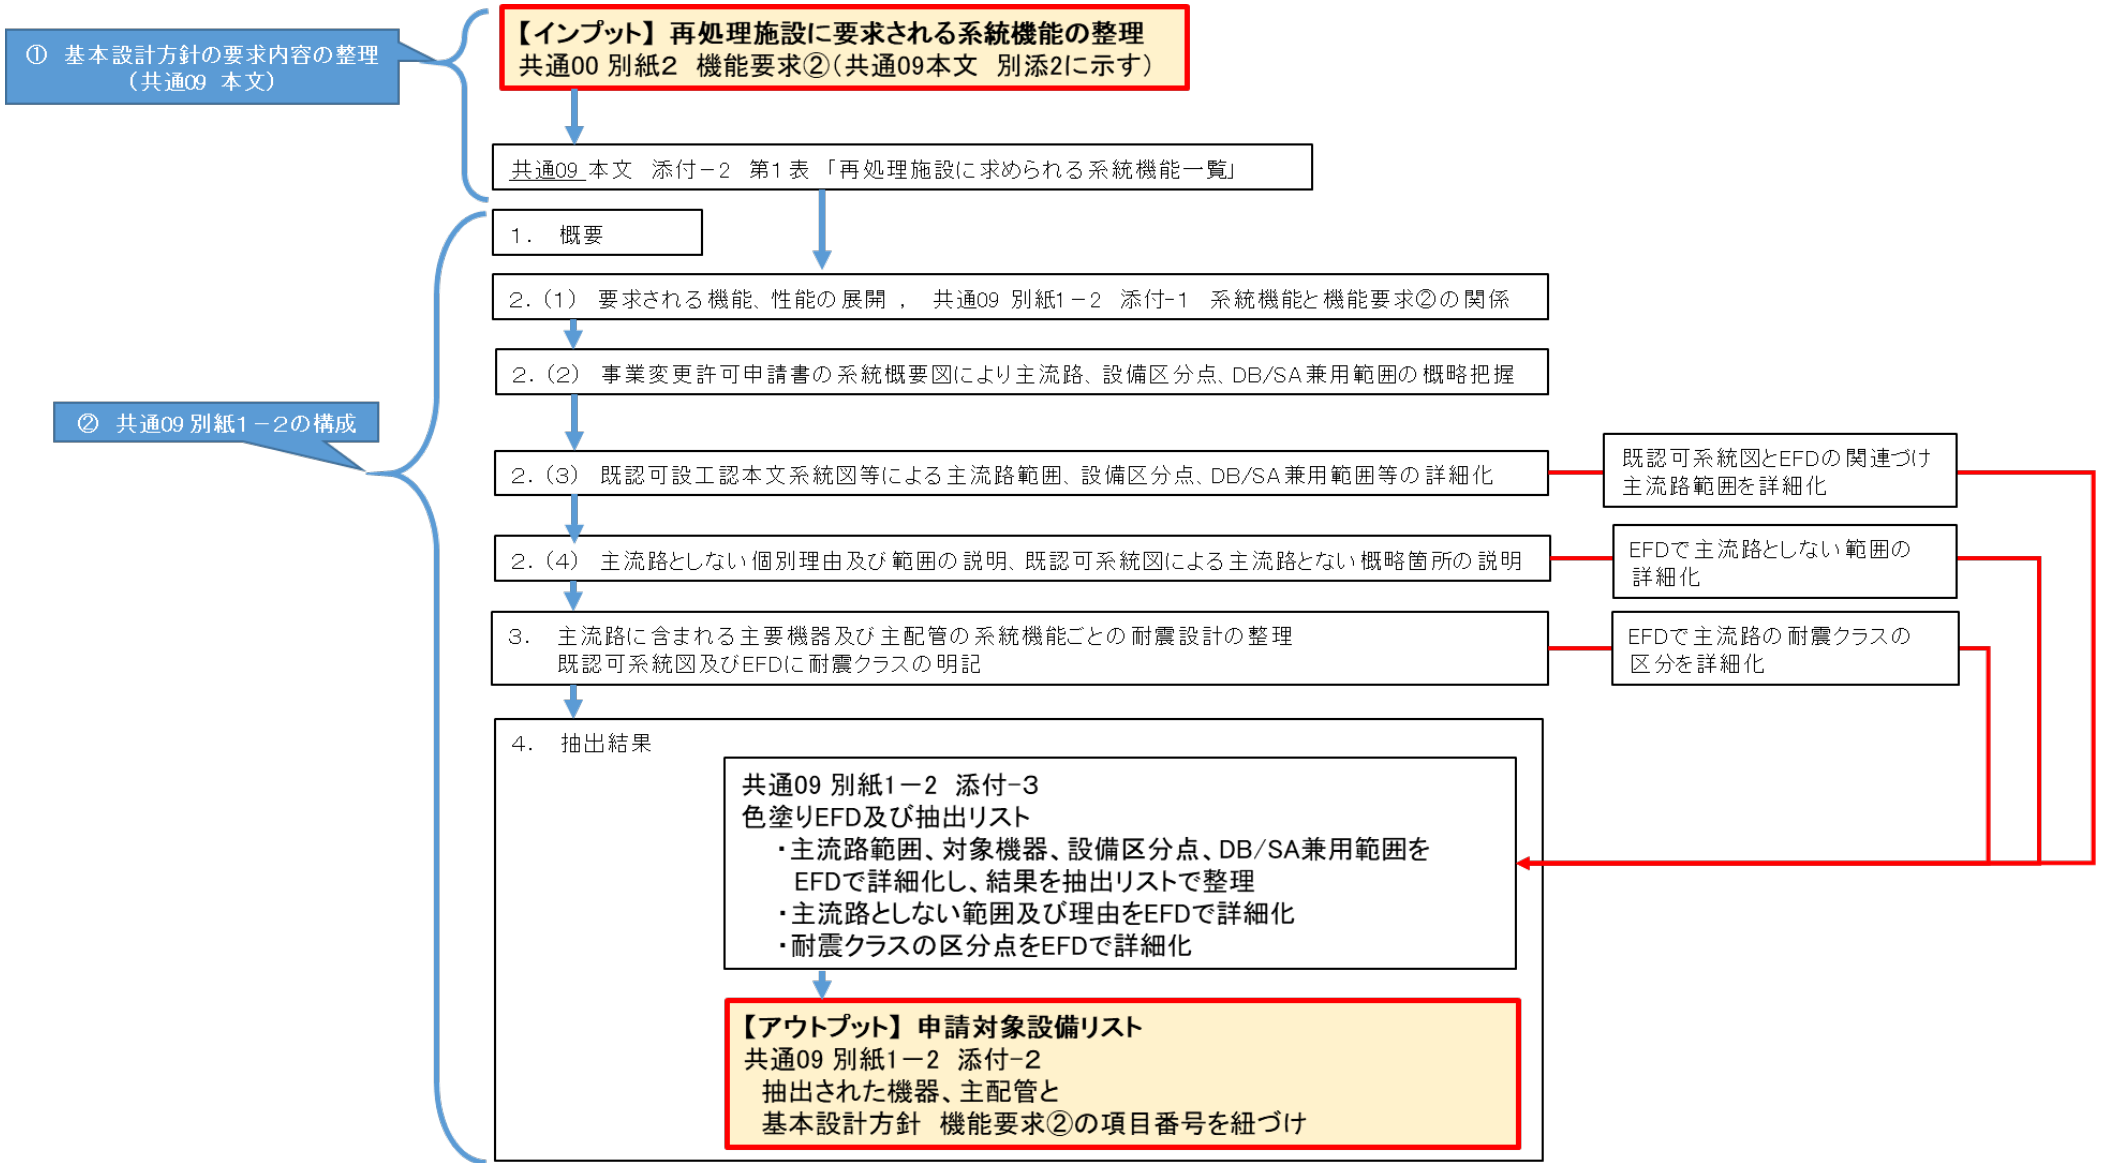 ① 基本設計方針の要求内容の整理
（共通09 本文）
【インプット】再処理施設に要求される系統機能の整理
共通00 別紙2 機能要求②（共通09本文 別添2に示す）
共通09 本文 添付－2 第1表 「再処理施設に求められる系統機能一覧」
1． 概要
2．（1） 要求される機能、性能の展開 ， 共通09 別紙1－2 添付-1 系統機能と機能要求②の関係
2．（2） 事業変更許可申請書の系統概要図により主流路、設備区分点、DB/SA兼用範囲の概略把握
② 共通09 別紙1－2の構成
2．（3） 既認可設工認本文系統図等による主流路範囲、設備区分点、DB/SA兼用範囲等の詳細化
既認可系統図とEFDの関連づけ
主流路範囲を詳細化
2．（4） 主流路としない個別理由及び範囲の説明、既認可系統図による主流路とない概略箇所の説明
EFDで主流路としない範囲の
詳細化
3． 主流路に含まれる主要機器及び主配管の系統機能ごとの耐震設計の整理
既認可系統図及びEFDに耐震クラスの明記
EFDで主流路の耐震クラスの
区分を詳細化
4． 抽出結果
共通09 別紙1－2 添付-3
色塗りEFD及び抽出リスト
・主流路範囲、対象機器、設備区分点、DB/SA兼用範囲を
EFDで詳細化し、結果を抽出リストで整理
・主流路としない範囲及び理由をEFDで詳細化
・耐震クラスの区分点をEFDで詳細化
【アウトプット】申請対象設備リスト
共通09 別紙1－2 添付-2
抽出された機器、主配管と
基本設計方針 機能要求②の項目番号を紐づけ